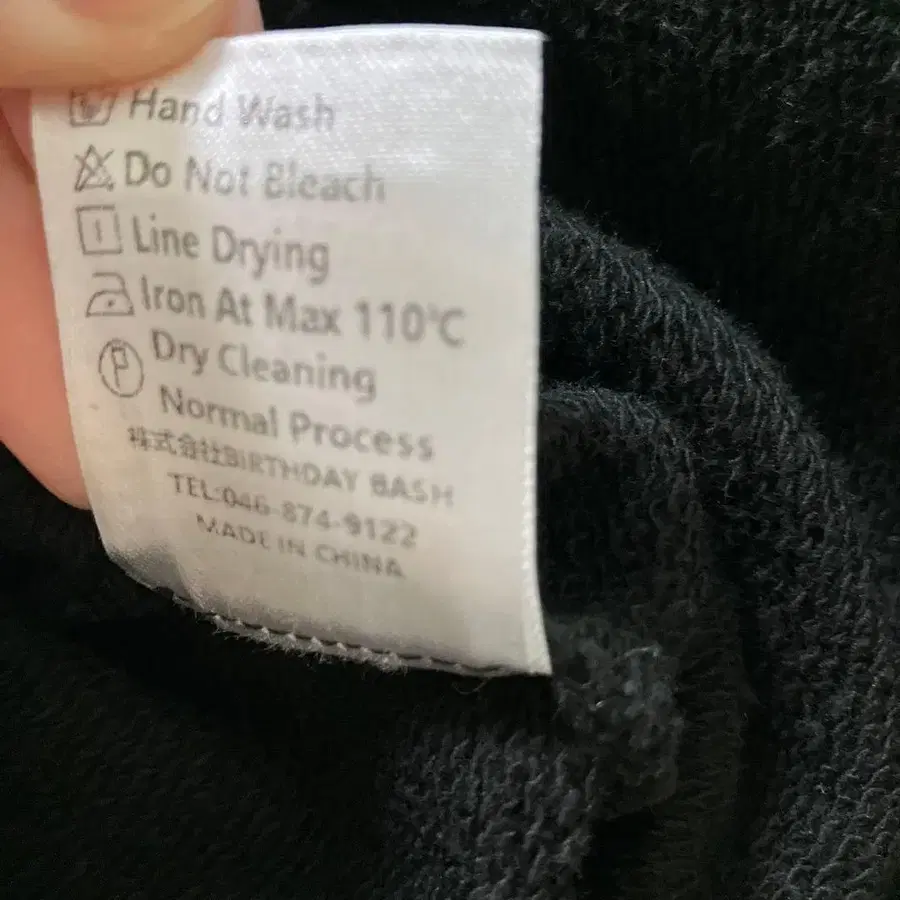 Hand Wash
Do Not Bleach
Line Drying
Iron At Max 110°C
Dry Cleaning
Normal Process
株式会社BIRTHDAY BASH
TEL:046-874-9122
MADE IN CHINA